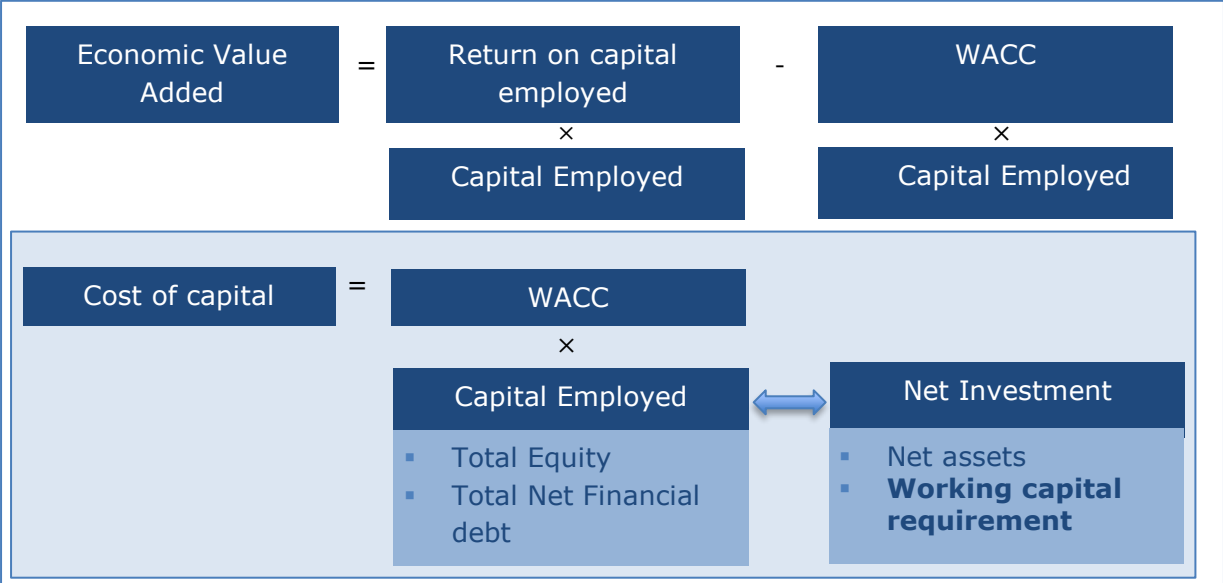 Economic Value
Added
=
Return on capital
employed
-
WACC
×
×
Capital Employed
Capital Employed
Cost of capital
=
WACC
×
Capital Employed
Net Investment
▪ Total Equity
▪ Total Net Financial
debt
▪ Net assets
▪ Working capital
requirement